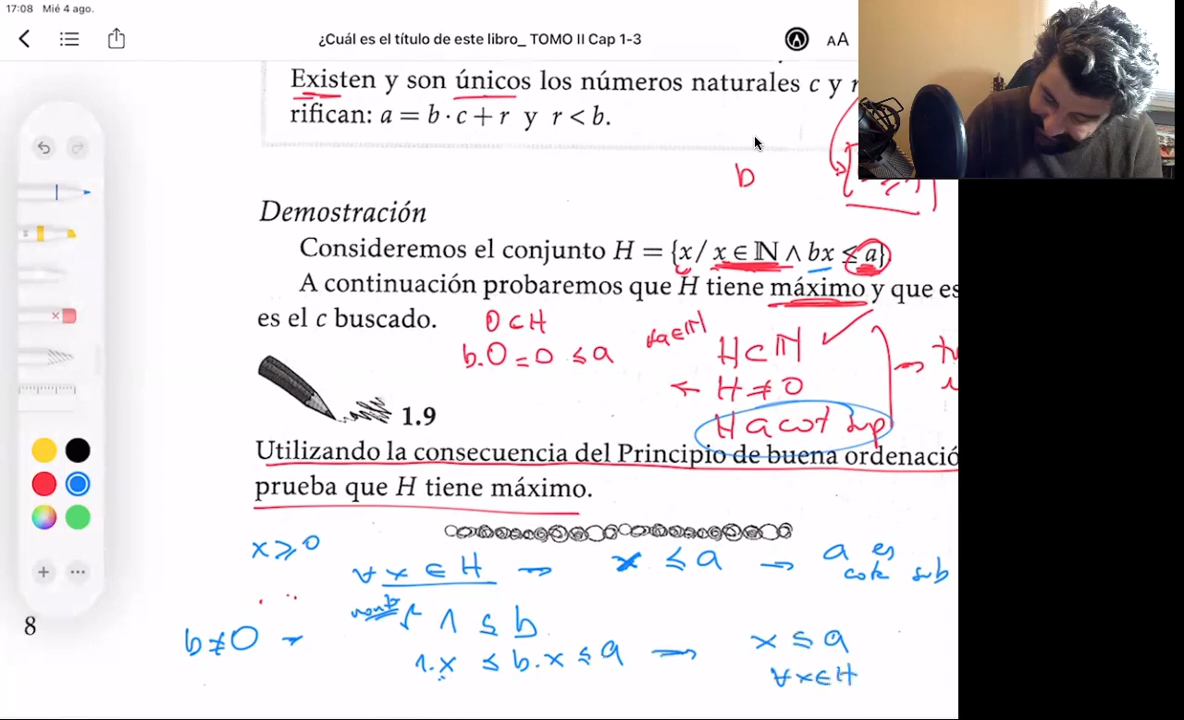 17:08 Mié 4 ago.
¿Cuál es el título de este libro_ TOMO II Cap 1-3
AA
Existen y son únicos los números naturales c y r
rifican: a = b · c + r y r < b.
b
Demostración
Consideremos el conjunto H = {x / x ∈ ℕ ∧ bx ≤ a}
A continuación probaremos que H tiene máximo y que es
es el c buscado.
0 ∈ H
b.0 = 0 ≤ a
∀a∈ℕ
H ⊂ ℕ ✓
← H ≠ 0
H acot sup
1.9
Utilizando la consecuencia del Principio de buena ordenació
prueba que H tiene máximo.
x ≥ 0
∀ x ∈ H → x ≤ a → a es
cota sub
1 ≤ b
b ≠ 0 →
1.x ≤ b.x ≤ a → x ≤ a
∀x∈H
8